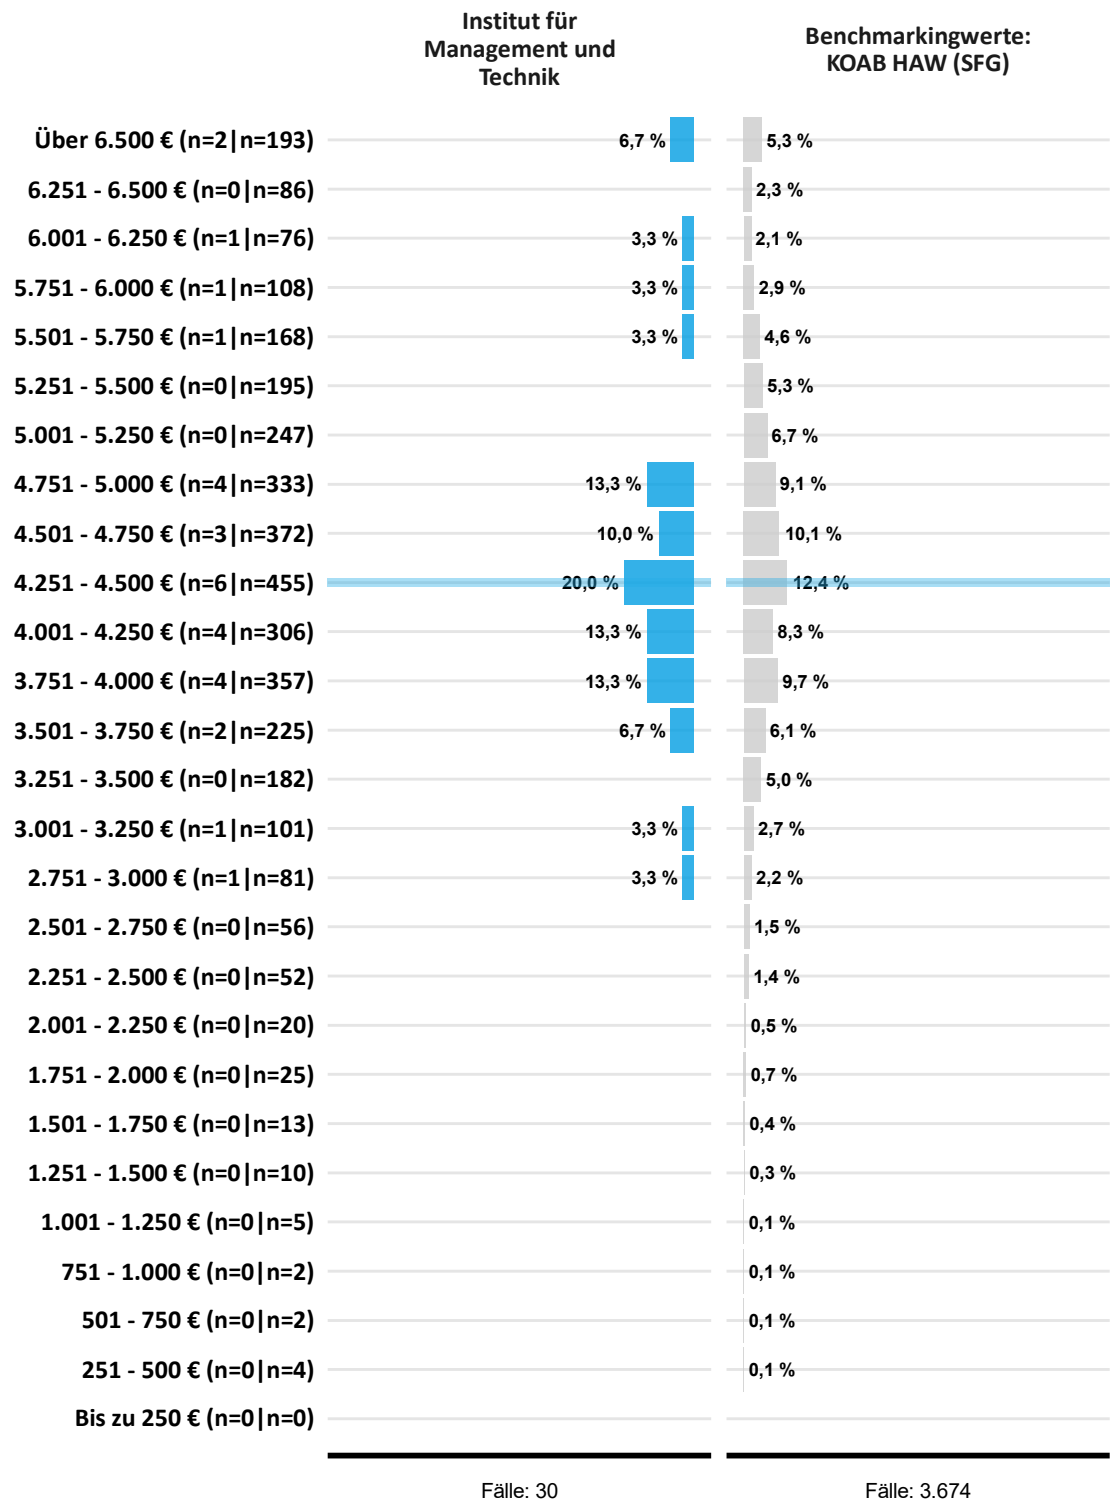 Institut für
Management und
Technik
Benchmarkingwerte:
KOAB HAW (SFG)
Über 6.500 € (n=2|n=193) 6,7 % 5,3 %
6.251 - 6.500 € (n=0|n=86) 2,3 %
6.001 - 6.250 € (n=1|n=76) 3,3 % 2,1 %
5.751 - 6.000 € (n=1|n=108) 3,3 % 2,9 %
5.501 - 5.750 € (n=1|n=168) 3,3 % 4,6 %
5.251 - 5.500 € (n=0|n=195) 5,3 %
5.001 - 5.250 € (n=0|n=247) 6,7 %
4.751 - 5.000 € (n=4|n=333) 13,3 % 9,1 %
4.501 - 4.750 € (n=3|n=372) 10,0 % 10,1 %
4.251 - 4.500 € (n=6|n=455) 20,0 % 12,4 %
4.001 - 4.250 € (n=4|n=306) 13,3 % 8,3 %
3.751 - 4.000 € (n=4|n=357) 13,3 % 9,7 %
3.501 - 3.750 € (n=2|n=225) 6,7 % 6,1 %
3.251 - 3.500 € (n=0|n=182) 5,0 %
3.001 - 3.250 € (n=1|n=101) 3,3 % 2,7 %
2.751 - 3.000 € (n=1|n=81) 3,3 % 2,2 %
2.501 - 2.750 € (n=0|n=56) 1,5 %
2.251 - 2.500 € (n=0|n=52) 1,4 %
2.001 - 2.250 € (n=0|n=20) 0,5 %
1.751 - 2.000 € (n=0|n=25) 0,7 %
1.501 - 1.750 € (n=0|n=13) 0,4 %
1.251 - 1.500 € (n=0|n=10) 0,3 %
1.001 - 1.250 € (n=0|n=5) 0,1 %
751 - 1.000 € (n=0|n=2) 0,1 %
501 - 750 € (n=0|n=2) 0,1 %
251 - 500 € (n=0|n=4) 0,1 %
Bis zu 250 € (n=0|n=0)
Fälle: 30 Fälle: 3.674